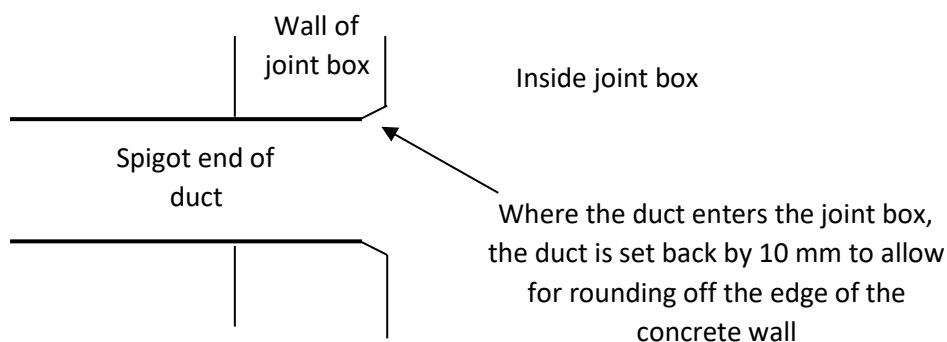 Wall of
joint box
Inside joint box
Spigot end of
duct
Where the duct enters the joint box,
the duct is set back by 10 mm to allow
for rounding off the edge of the
concrete wall